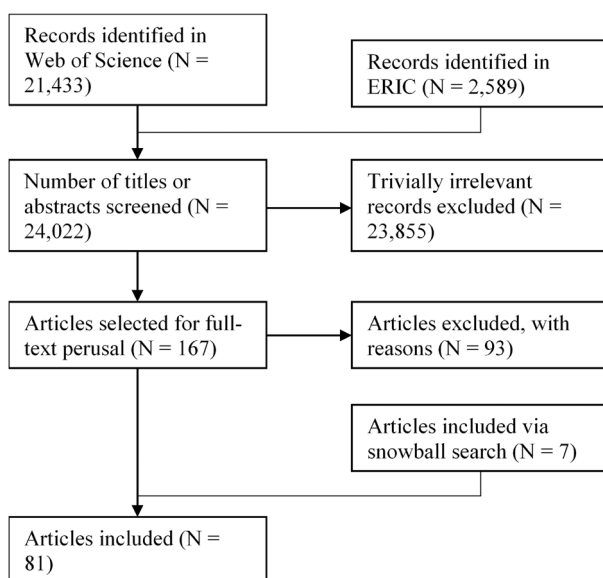 Records identified in
Web of Science (N =
21,433)
Records identified in
ERIC (N = 2,589)
Number of titles or
abstracts screened (N =
24,022)
Trivially irrelevant
records excluded (N =
23,855)
Articles selected for full-
text perusal (N = 167)
Articles excluded, with
reasons (N = 93)
Articles included via
snowball search (N = 7)
Articles included (N =
81)